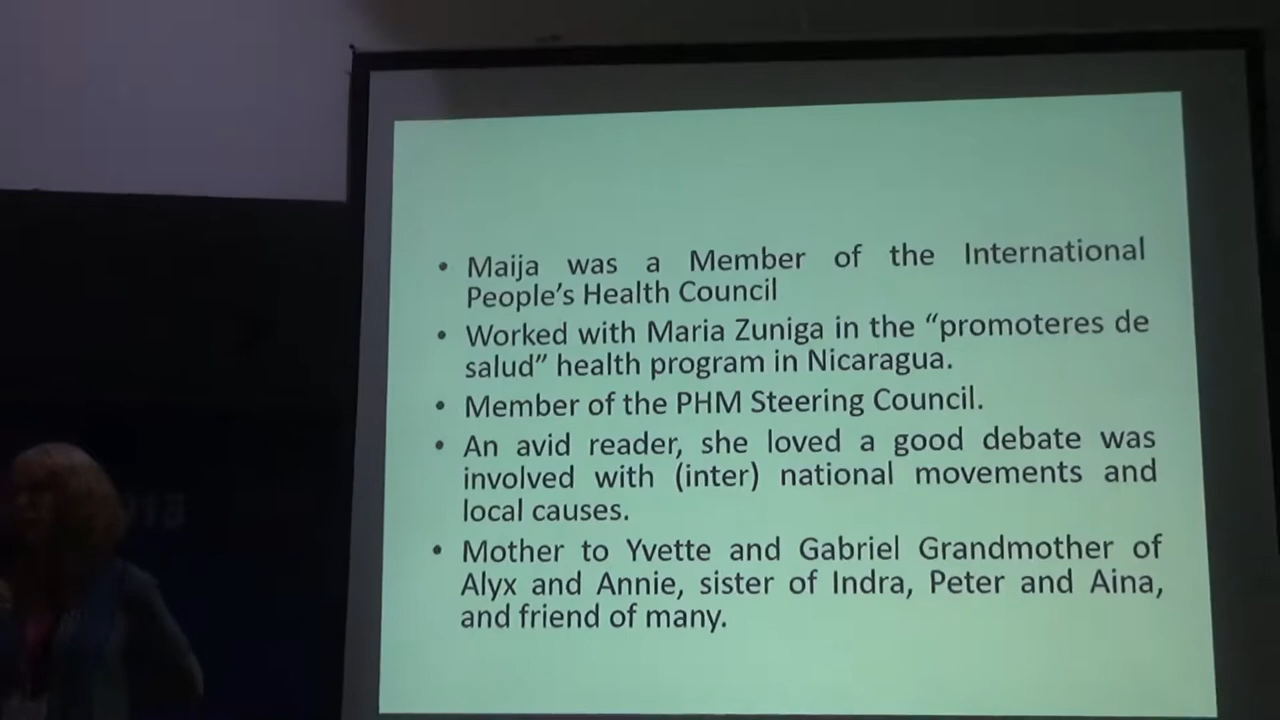 • Maija was a Member of the International
People's Health Council
• Worked with Maria Zuniga in the “promoteres de
salud” health program in Nicaragua.
• Member of the PHM Steering Council.
• An avid reader, she loved a good debate was
involved with (inter) national movements and
local causes.
• Mother to Yvette and Gabriel Grandmother of
Alyx and Annie, sister of Indra, Peter and Aina,
and friend of many.